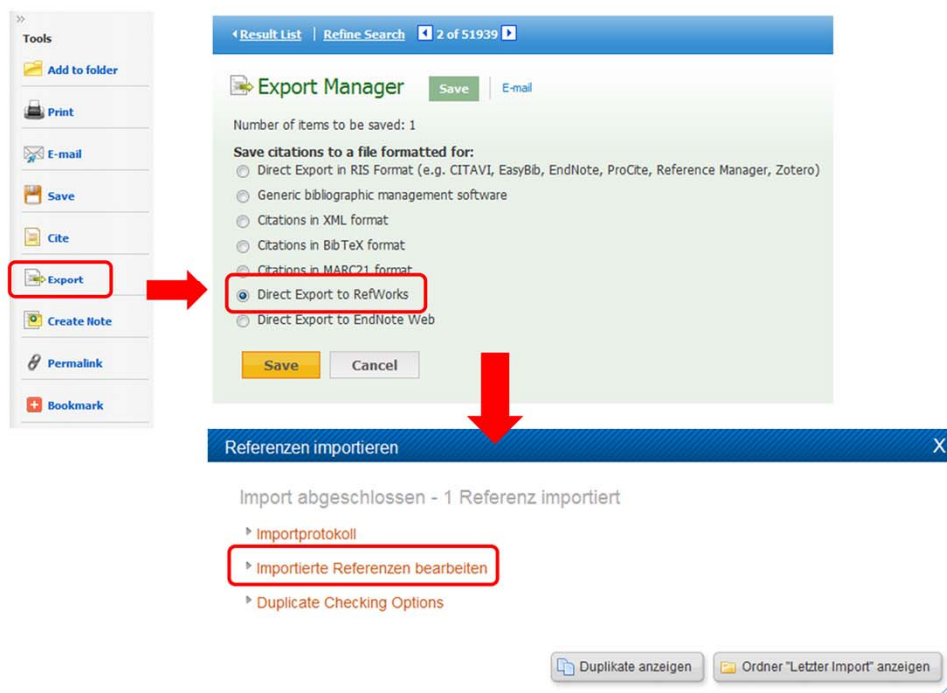 »
Tools
Add to folder
Print
E-mail
Save
Cite
Export
Create Note
Permalink
Bookmark
Result List | Refine Search 2 of 51939
Export Manager Save E-mail
Number of items to be saved: 1
Save citations to a file formatted for:
Direct Export in RIS Format (e.g. CITAVI, EasyBib, EndNote, ProCite, Reference Manager, Zotero)
Generic bibliographic management software
Citations in XML format
Citations in BibTeX format
Citations in MARC21 format
Direct Export to RefWorks
Direct Export to EndNote Web
Save Cancel
Referenzen importieren X
Import abgeschlossen - 1 Referenz importiert
Importprotokoll
Importierte Referenzen bearbeiten
Duplicate Checking Options
Duplikate anzeigen Ordner "Letzter Import" anzeigen